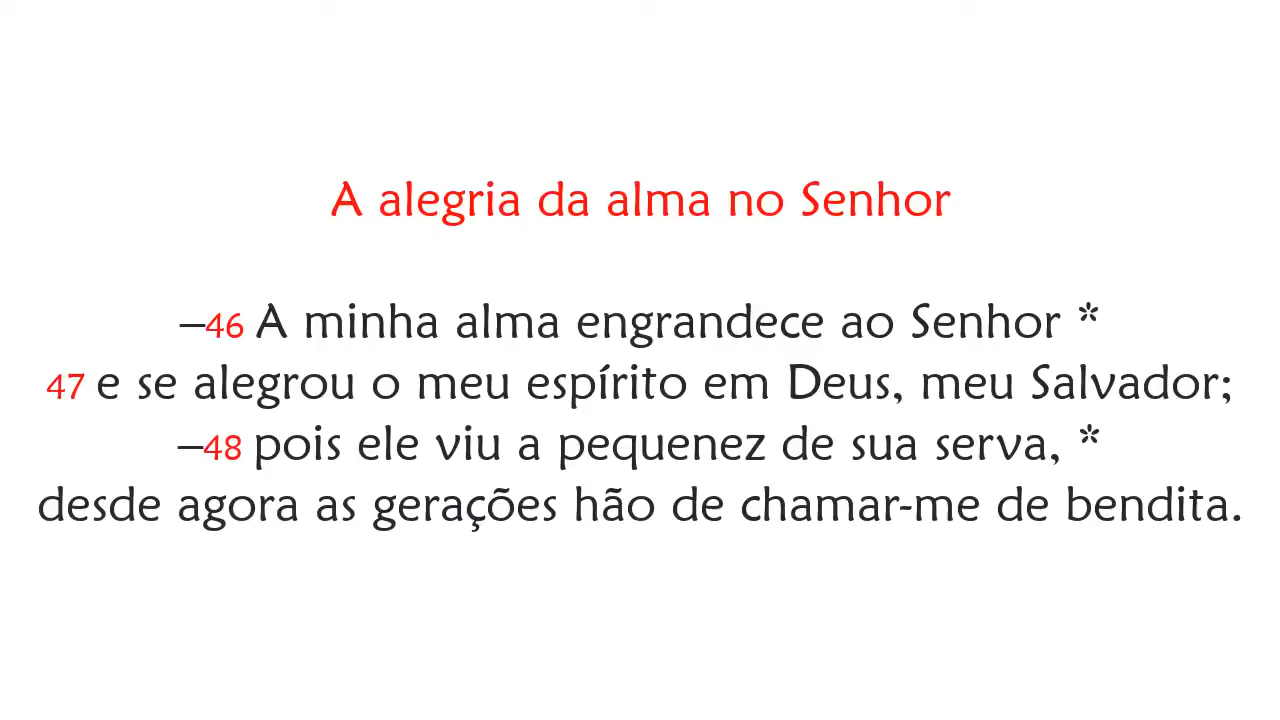 A alegria da alma no Senhor
–46 A minha alma engrandece ao Senhor *
47 e se alegrou o meu espírito em Deus, meu Salvador;
–48 pois ele viu a pequenez de sua serva, *
desde agora as gerações hão de chamar-me de bendita.